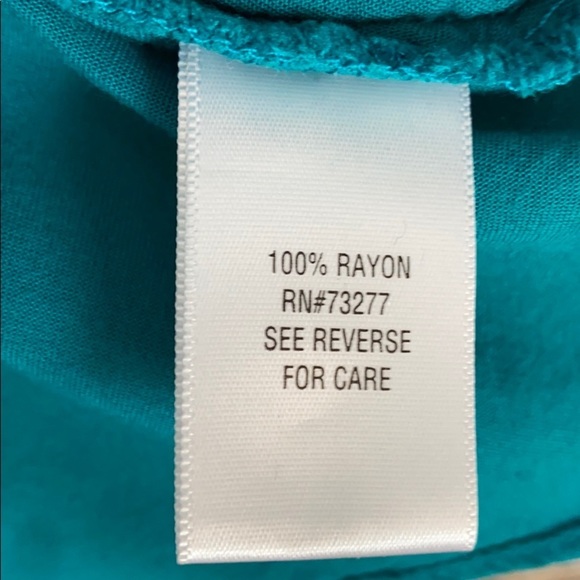 100% RAYON
RN#73277
SEE REVERSE
FOR CARE